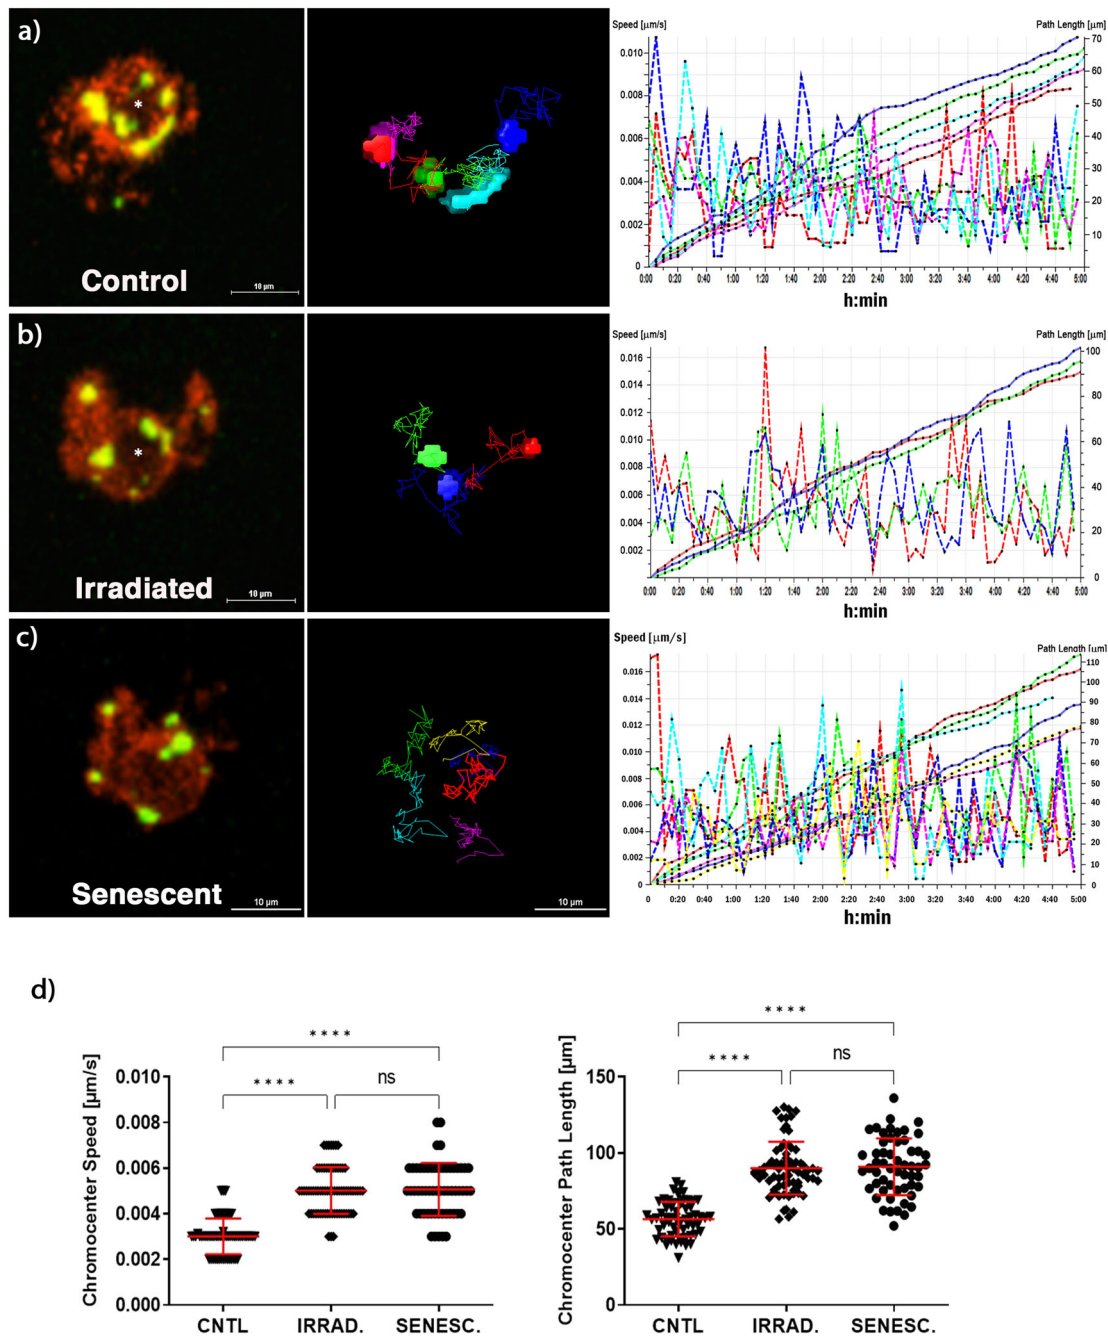 a)
*
Control
10 µm
Speed [µm/s]
Path Length [µm]
0.010
0.008
0.006
0.004
0.002
0
70
60
50
40
30
20
10
0:00 0:20 0:40 1:00 1:20 1:40 2:00 2:20 2:40 3:00 3:20 3:40 4:00 4:20 4:40 5:00
h:min
b)
*
Irradiated
10 µm
Speed [µm/s]
Path Length [µm]
0.016
0.014
0.012
0.010
0.008
0.006
0.004
0.002
0
100
80
60
40
20
0
0:00 0:20 0:40 1:00 1:20 1:40 2:00 2:20 2:40 3:00 3:20 3:40 4:00 4:20 4:40 5:00
h:min
c)
Senescent
10 µm
10 µm
Speed [µm/s]
Path Length [µm]
0.016
0.014
0.012
0.010
0.008
0.006
0.004
0.002
0
110
100
90
80
70
60
50
40
30
20
10
0
0 0:20 0:40 1:00 1:20 1:40 2:00 2:20 2:40 3:00 3:20 3:40 4:00 4:20 4:40 5:00
h:min
d)
Chromocenter Speed [µm/s]
****
****
ns
0.010
0.008
0.006
0.004
0.002
0.000
CNTL IRRAD. SENESC.
Chromocenter Path Length [µm]
****
****
ns
150
100
50
0
CNTL IRRAD. SENESC.